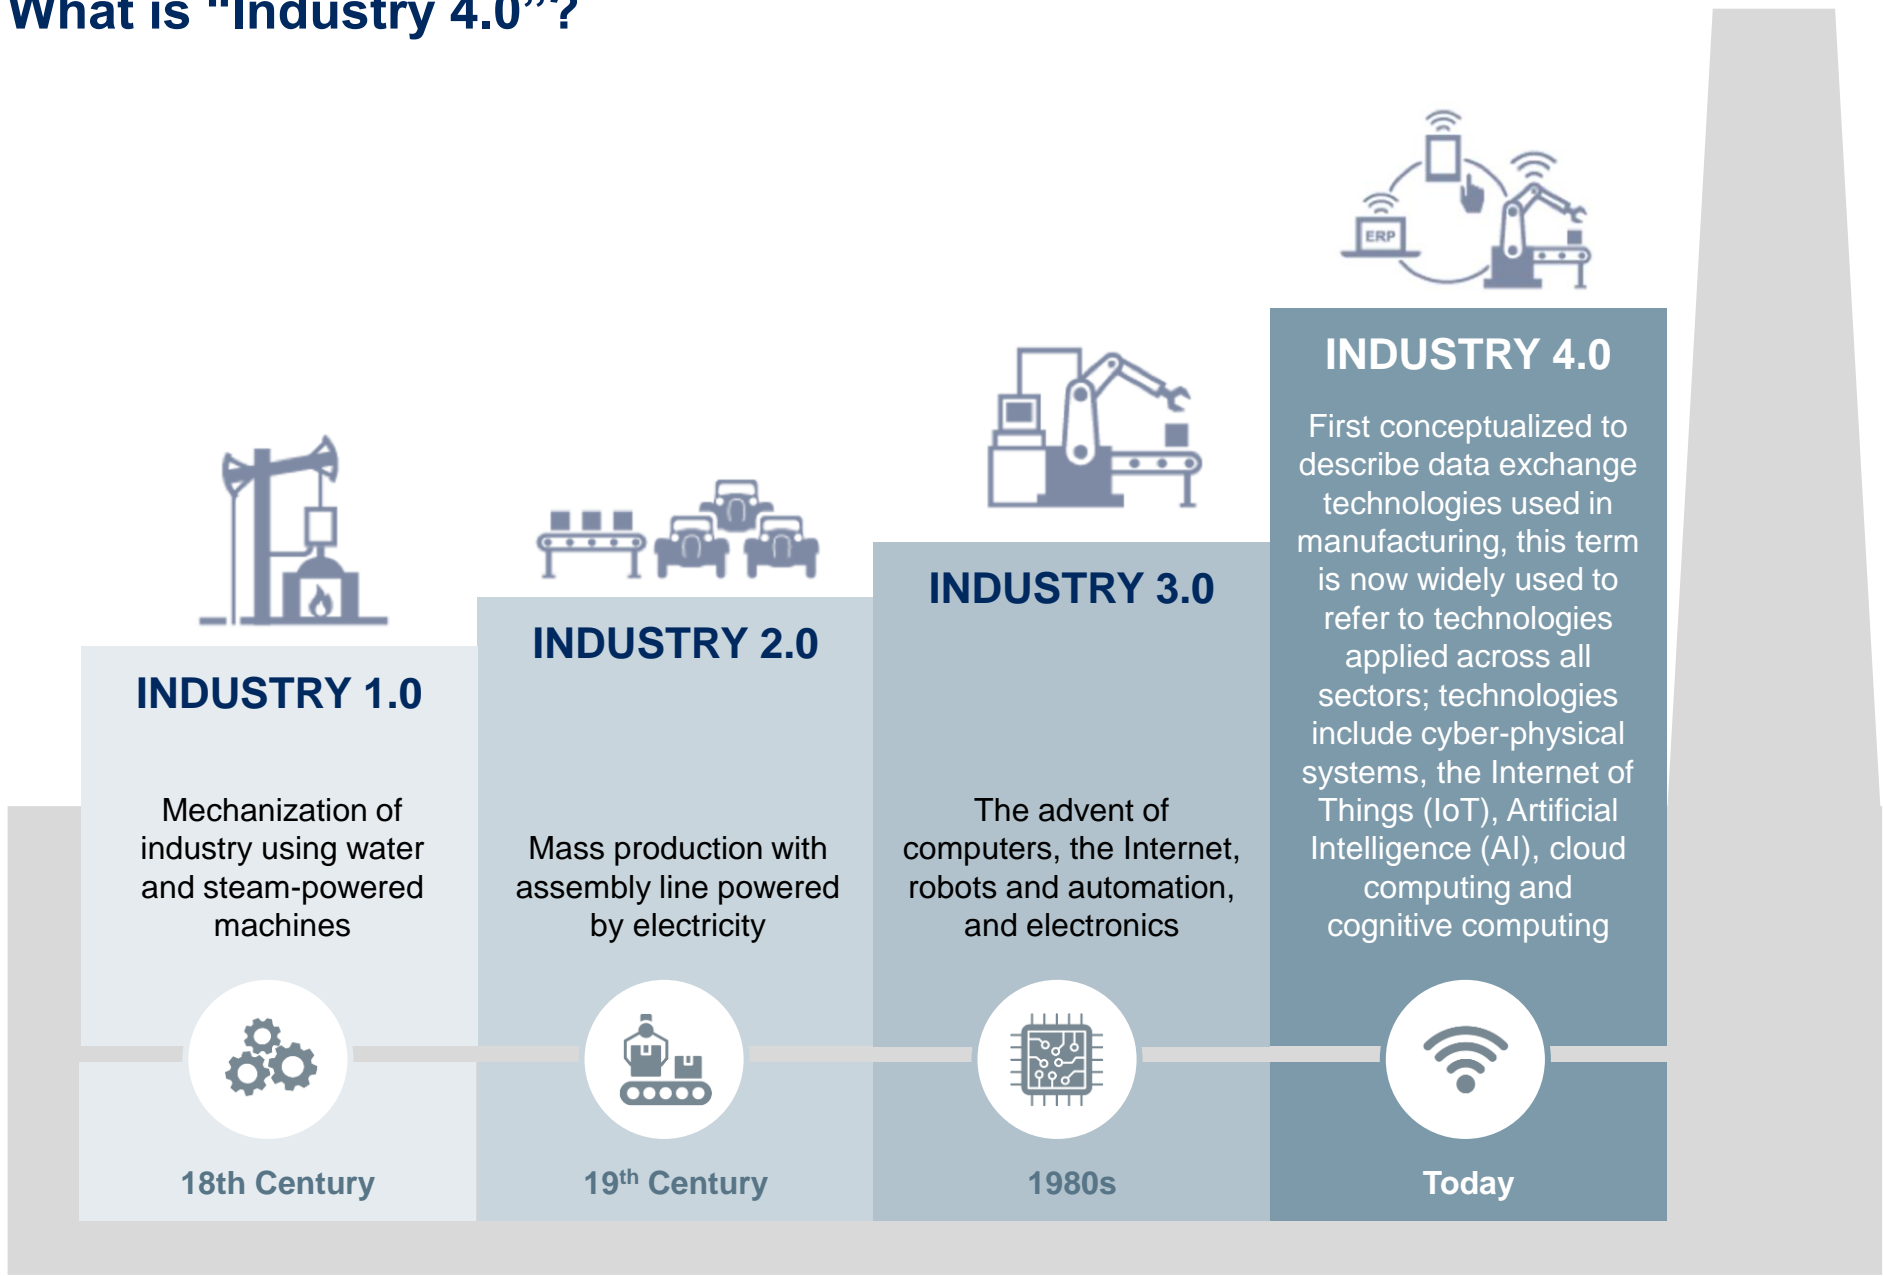 What is “Industry 4.0”?
ERP
INDUSTRY 4.0
First conceptualized to
describe data exchange
technologies used in
manufacturing, this term
is now widely used to
refer to technologies
applied across all
sectors; technologies
include cyber-physical
systems, the Internet of
Things (IoT), Artificial
Intelligence (AI), cloud
computing and
cognitive computing
INDUSTRY 3.0
The advent of
computers, the Internet,
robots and automation,
and electronics
INDUSTRY 2.0
Mass production with
assembly line powered
by electricity
INDUSTRY 1.0
Mechanization of
industry using water
and steam-powered
machines
18th Century
19th Century
1980s
Today